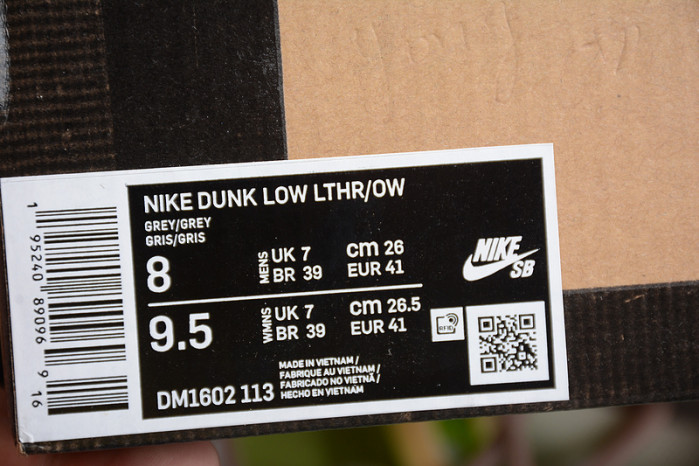 NIKE DUNK LOW LTHR/OW
GREY/GREY
GRIS/GRIS
8
MENS
UK 7
BR 39
cm 26
EUR 41
9.5
WMNS
UK 7
BR 39
cm 26.5
EUR 41
NIKE
SB
RFID
DM1602 113
MADE IN VIETNAM/
FABRIQUE AU VIETNAM/
FABRICADO NO VIETNÃ/
HECHO EN VIETNAM
1 95240 89096 9 16